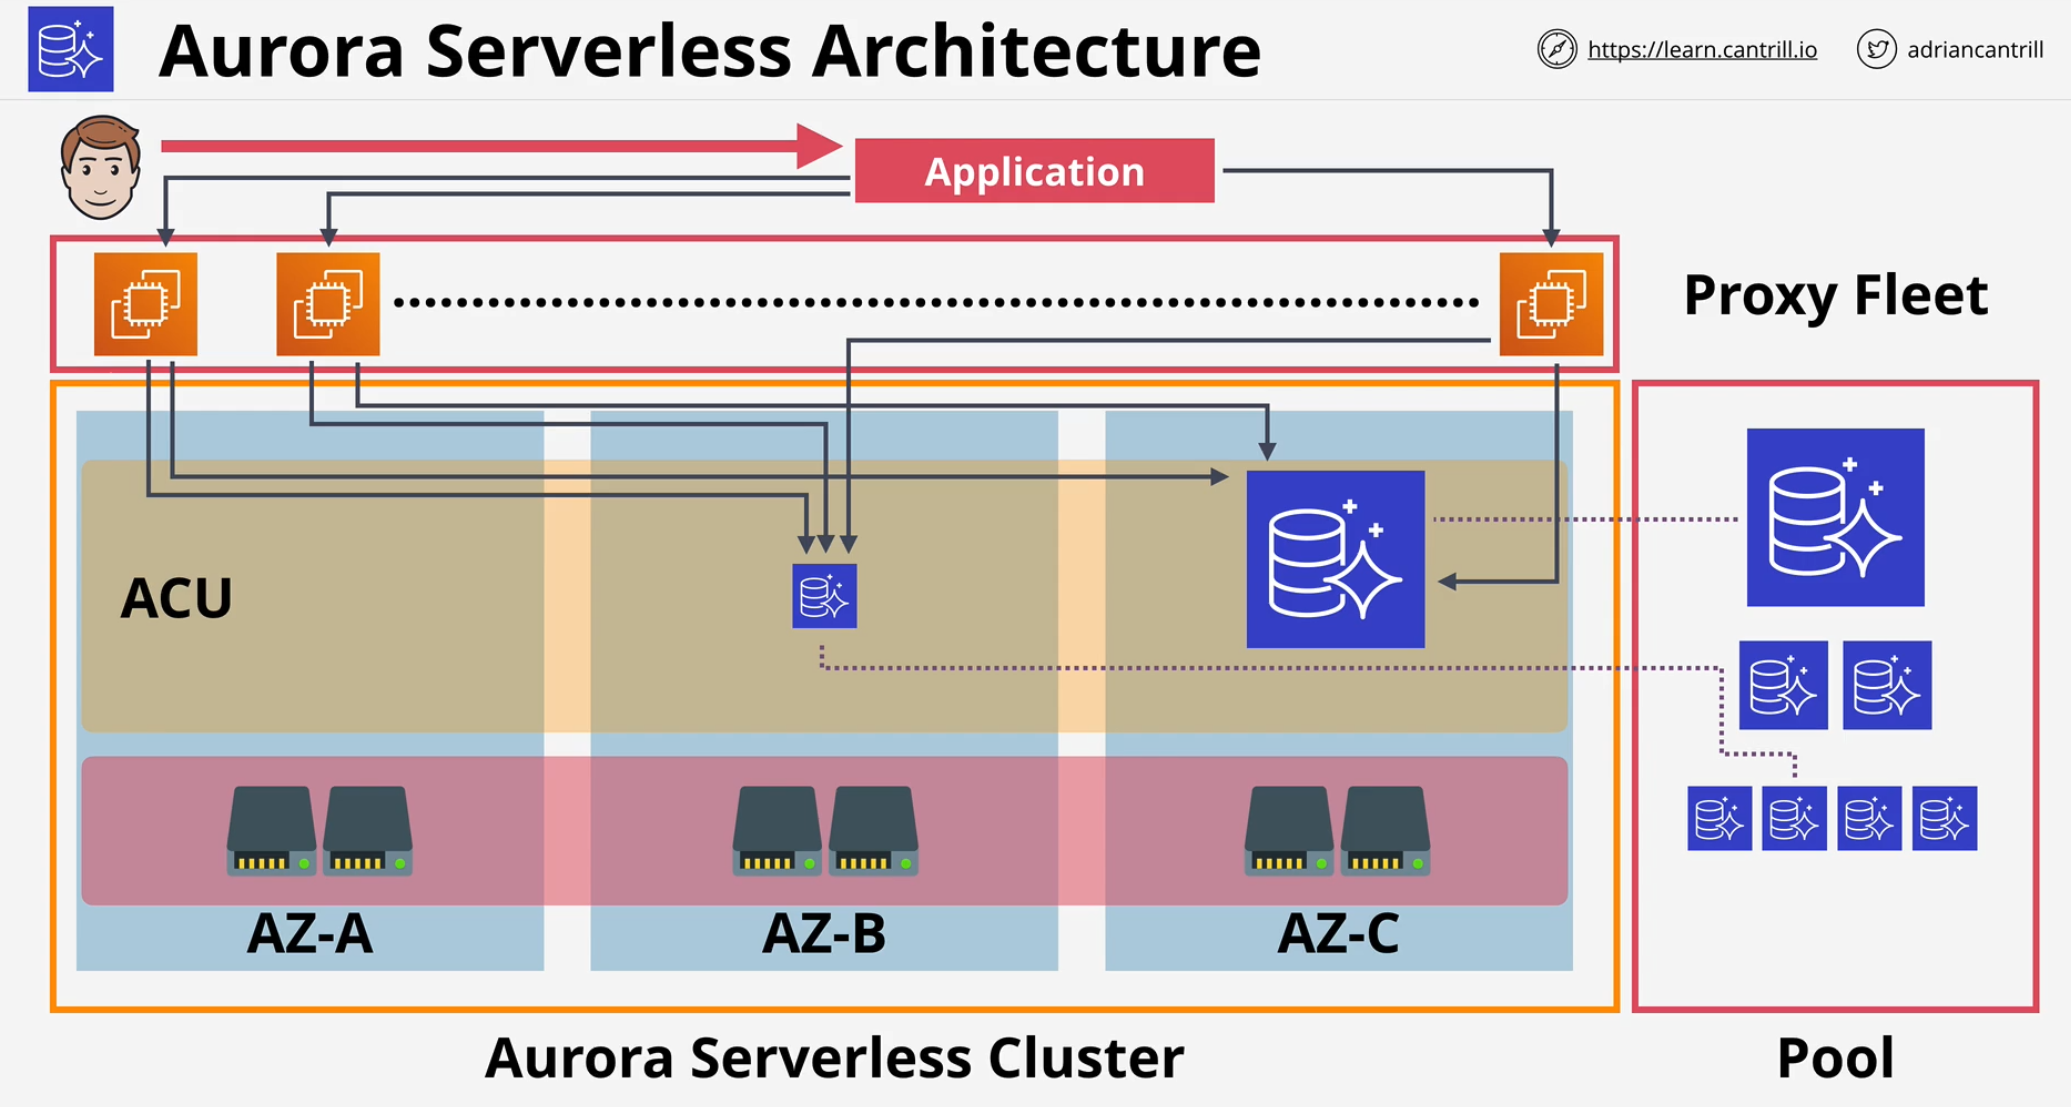 Aurora Serverless Architecture
https://learn.cantrill.io
adriancantrill
Application
Proxy Fleet
ACU
AZ-A
AZ-B
AZ-C
Aurora Serverless Cluster
Pool